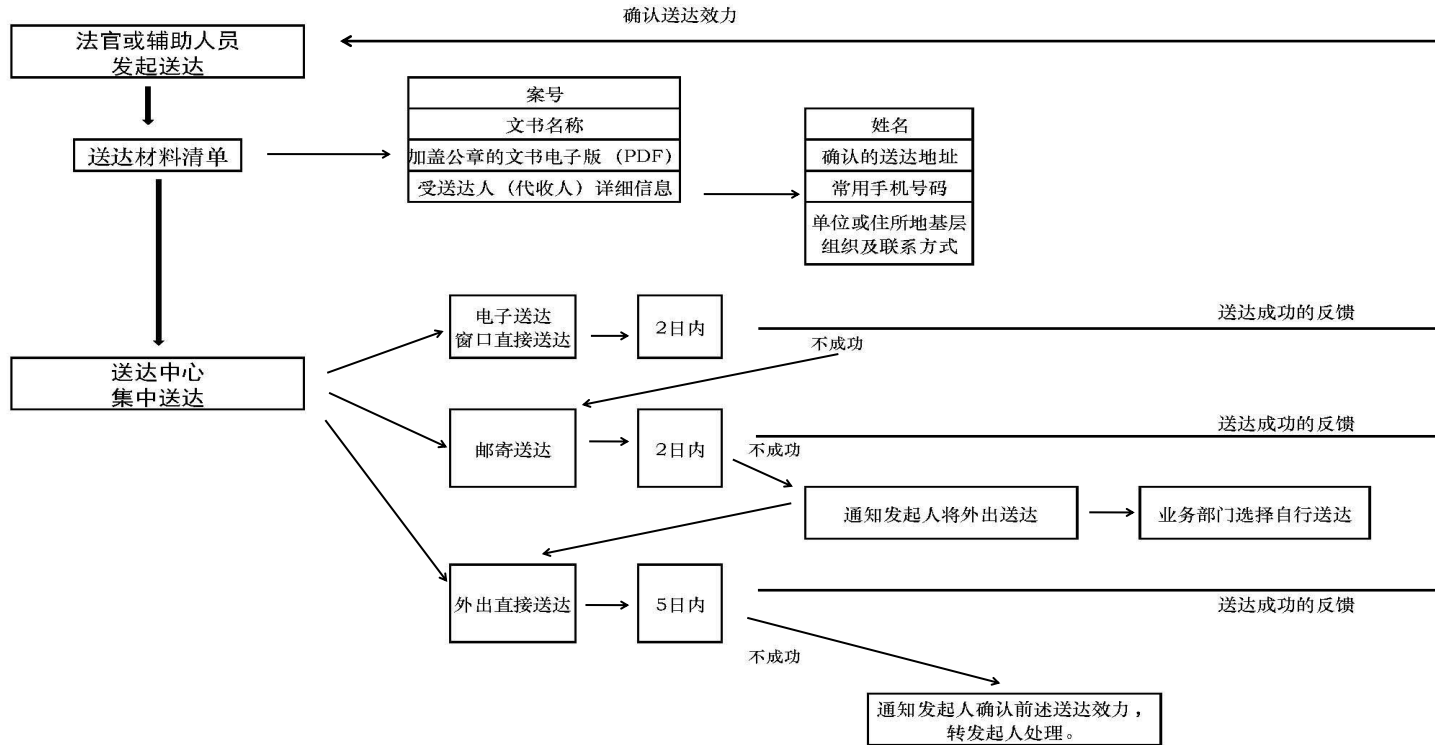 确认送达效力
法官或辅助人员
发起送达
案号
文书名称
加盖公章的文书电子版（PDF）
受送达人（代收人）详细信息
送达材料清单
姓名
确认的送达地址
常用手机号码
单位或住所地基层
组织及联系方式
电子送达
窗口直接送达
2日内
送达成功的反馈
不成功
送达中心
集中送达
邮寄送达
2日内
送达成功的反馈
不成功
通知发起人将外出送达
业务部门选择自行送达
外出直接送达
5日内
送达成功的反馈
不成功
通知发起人确认前述送达效力，
转发起人处理。